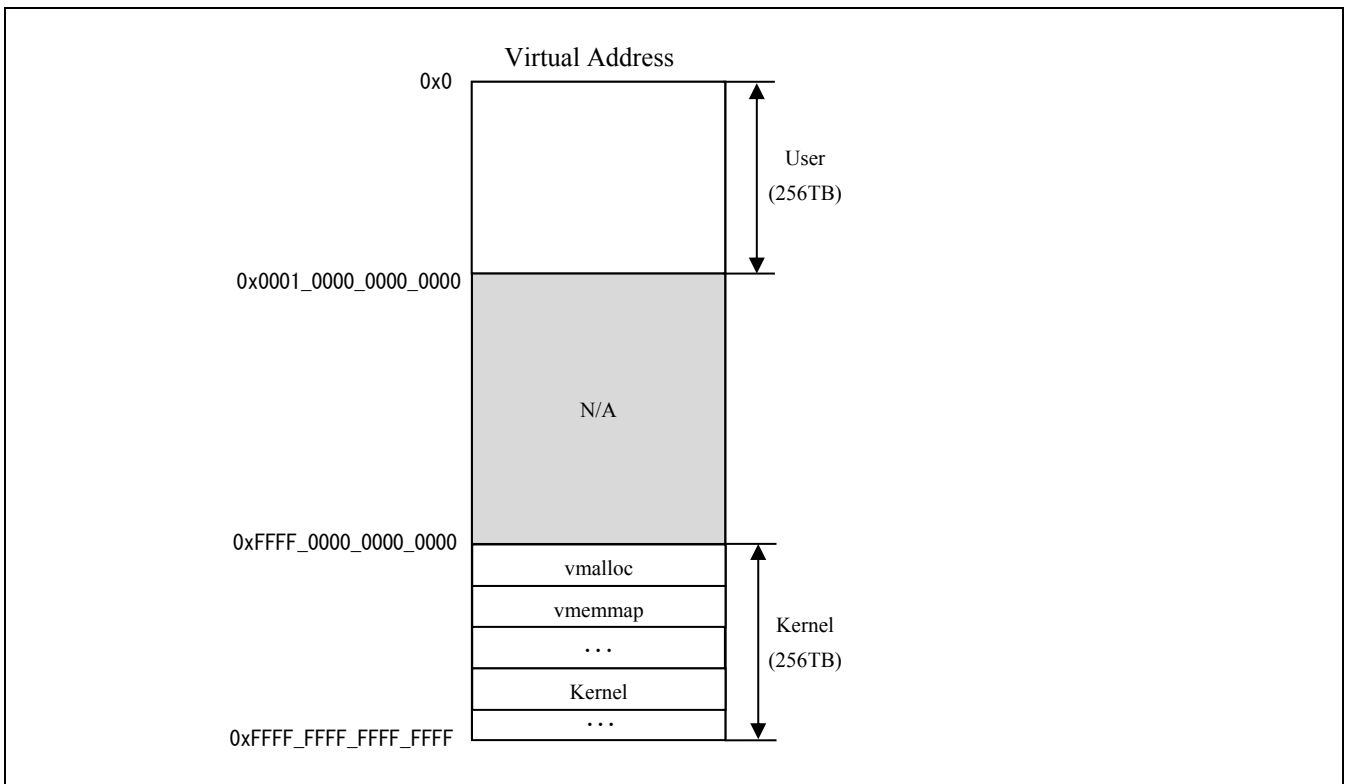 Virtual Address
0x0
User
(256TB)
0x0001_0000_0000_0000
N/A
0xFFFF_0000_0000_0000
vmalloc
vmemmap
...
Kernel
Kernel
(256TB)
...
0xFFFF_FFFF_FFFF_FFFF